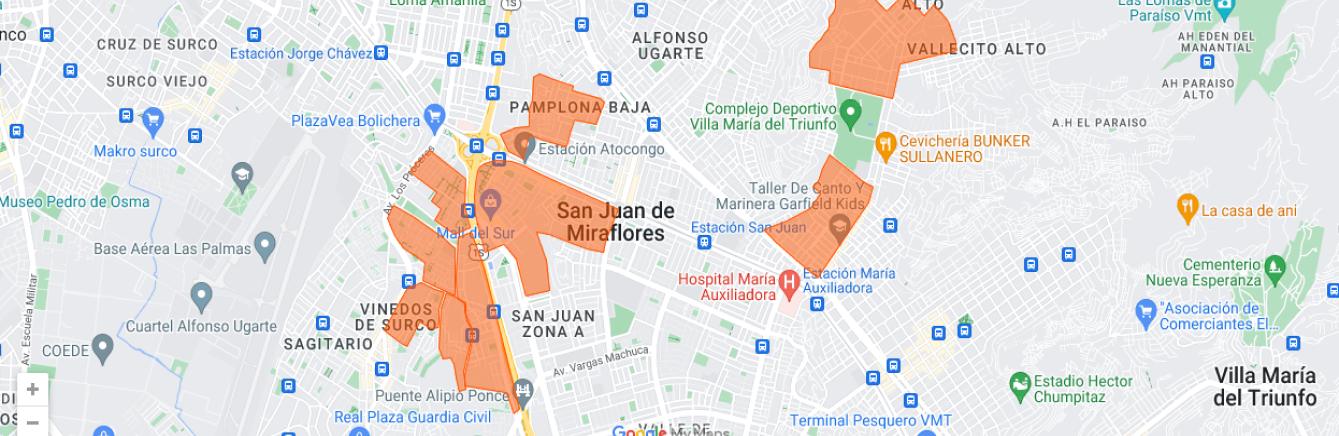 Loma Amarilla
1S
ALTO
Las Lomas de
Paraíso Vmt
nco
CRUZ DE SURCO
Estación Jorge Chávez
ALFONSO
UGARTE
VALLECITO ALTO
AH EDEN DEL
MANANTIAL
SURCO VIEJO
AH PARAISO
ALTO
PAMPLONA BAJA
PlazaVea Bolichera
Complejo Deportivo
Villa María del Triunfo
A.H EL PARAISO
Makro surco
Estación Atocongo
Cevichería BUNKER
SULLANERO
Av. Los Próceres
Museo Pedro de Osma
Taller De Canto Y
Marinera Garfield Kids
La casa de ani
San Juan de
Miraflores
Mall del Sur
Estación San Juan
Base Aérea Las Palmas
1S
Hospital María
Auxiliadora
Estación María
Auxiliadora
Cementerio
Nueva Esperanza
Av. Escuela Militar
VINEDOS
DE SURCO
SAN JUAN
ZONA A
Cuartel Alfonso Ugarte
SAGITARIO
"Asociación de
Comerciantes El...
COEDE
Av. Vargas Machuca
Villa María
del Triunfo
Estadio Hector
Chumpitaz
+
DI
Puente Alipio Ponce
OS
−
Real Plaza Guardia Civil
Terminal Pesquero VMT
VALLE DE
Google My Maps